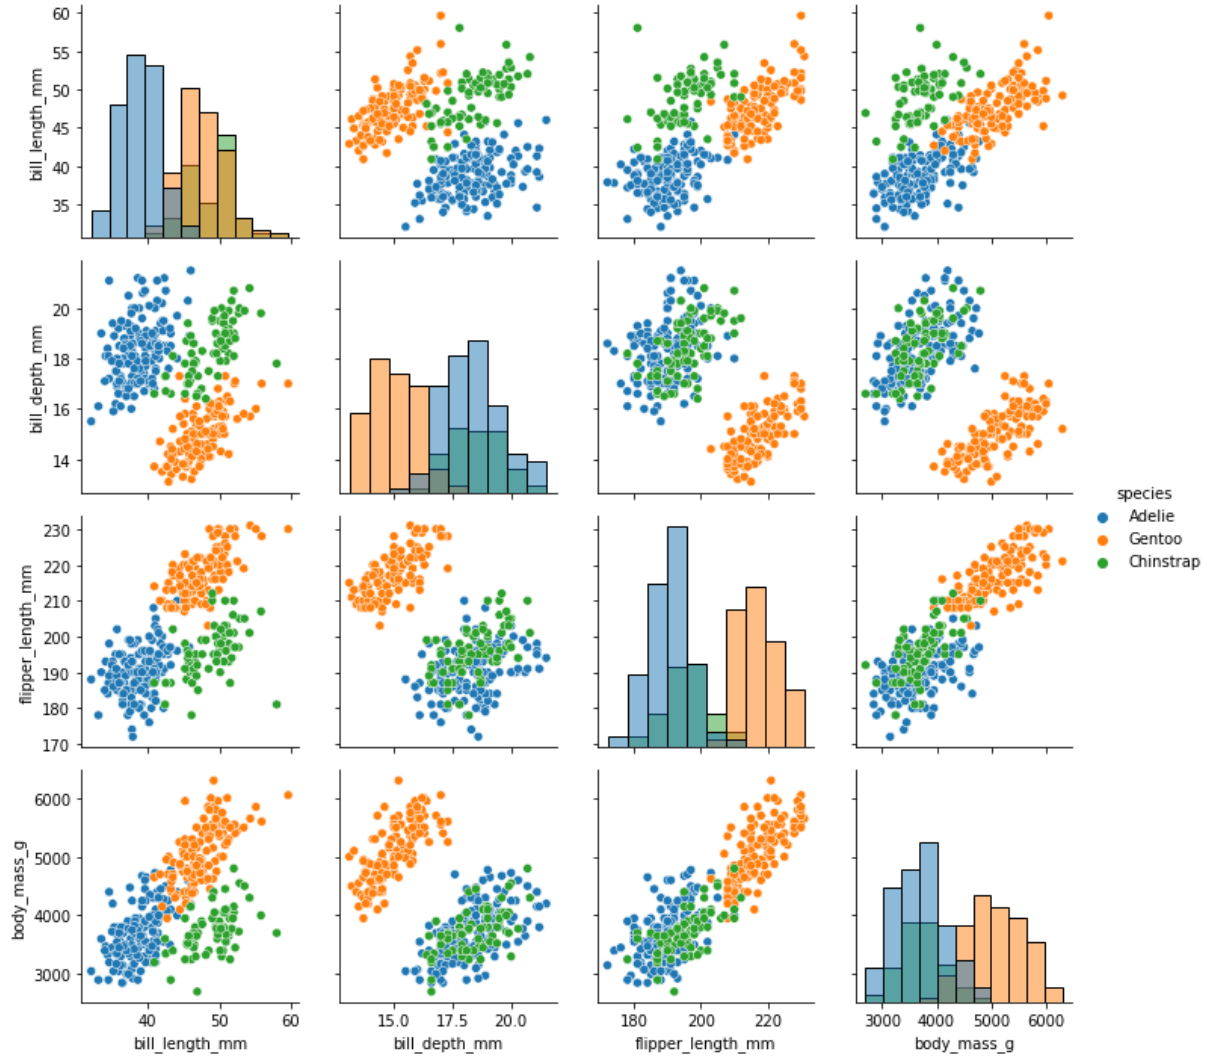 60
55
50
45
40
35
bill_length_mm
20
18
16
14
bill_depth_mm
230
220
210
200
190
180
170
flipper_length_mm
6000
5000
4000
3000
body_mass_g
40 60
bill_length_mm
15.0 17.5 20.0
bill_depth_mm
180 200 220
flipper_length_mm
3000 4000 5000 6000
body_mass_g
species
Adelie
Gentoo
Chinstrap